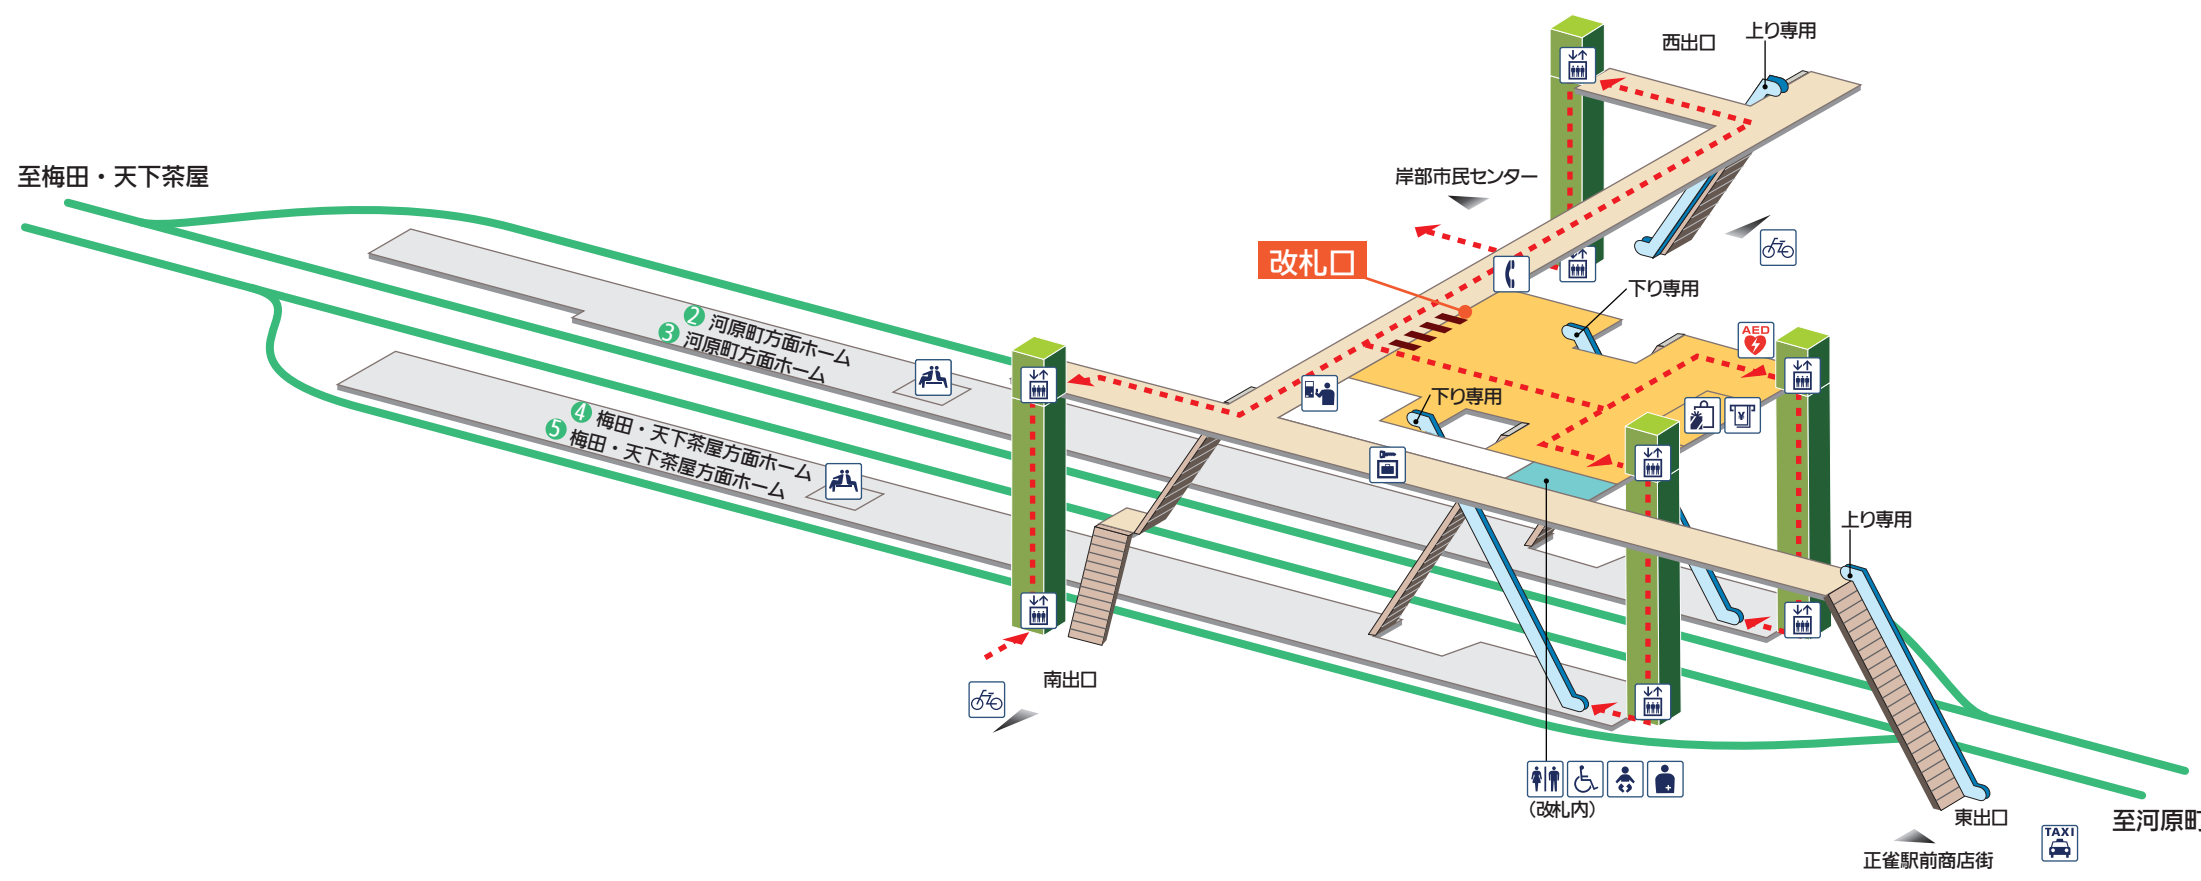 西出口
上り専用
至梅田・天下茶屋
岸部市民センター
改札口
下り専用
AED
2 河原町方面ホーム
3 河原町方面ホーム
下り専用
4 梅田・天下茶屋方面ホーム
5 梅田・天下茶屋方面ホーム
上り専用
南出口
(改札内)
東出口
至河原町
TAXI
正雀駅前商店街